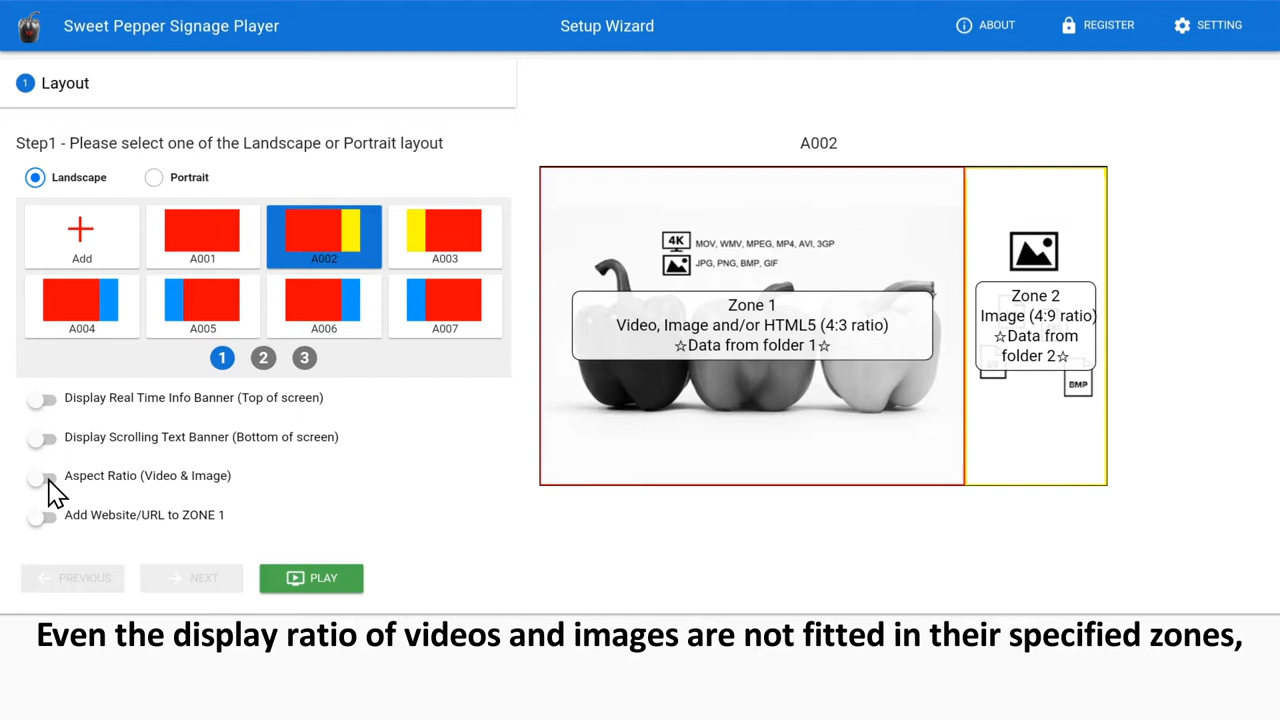 Sweet Pepper Signage Player
Setup Wizard
ABOUT
REGISTER
SETTING
1 Layout
Step1 - Please select one of the Landscape or Portrait layout
Landscape
Portrait
Add
A001
A002
A003
A004
A005
A006
A007
1 2 3
Display Real Time Info Banner (Top of screen)
Display Scrolling Text Banner (Bottom of screen)
Aspect Ratio (Video & Image)
Add Website/URL to ZONE 1
PREVIOUS
NEXT
PLAY
A002
4K MOV, WMV, MPEG, MP4, AVI, 3GP
JPG, PNG, BMP, GIF
Zone 1
Video, Image and/or HTML5 (4:3 ratio)
☆Data from folder 1☆
Zone 2
Image (4:9 ratio)
☆Data from
folder 2☆
BMP
Even the display ratio of videos and images are not fitted in their specified zones,